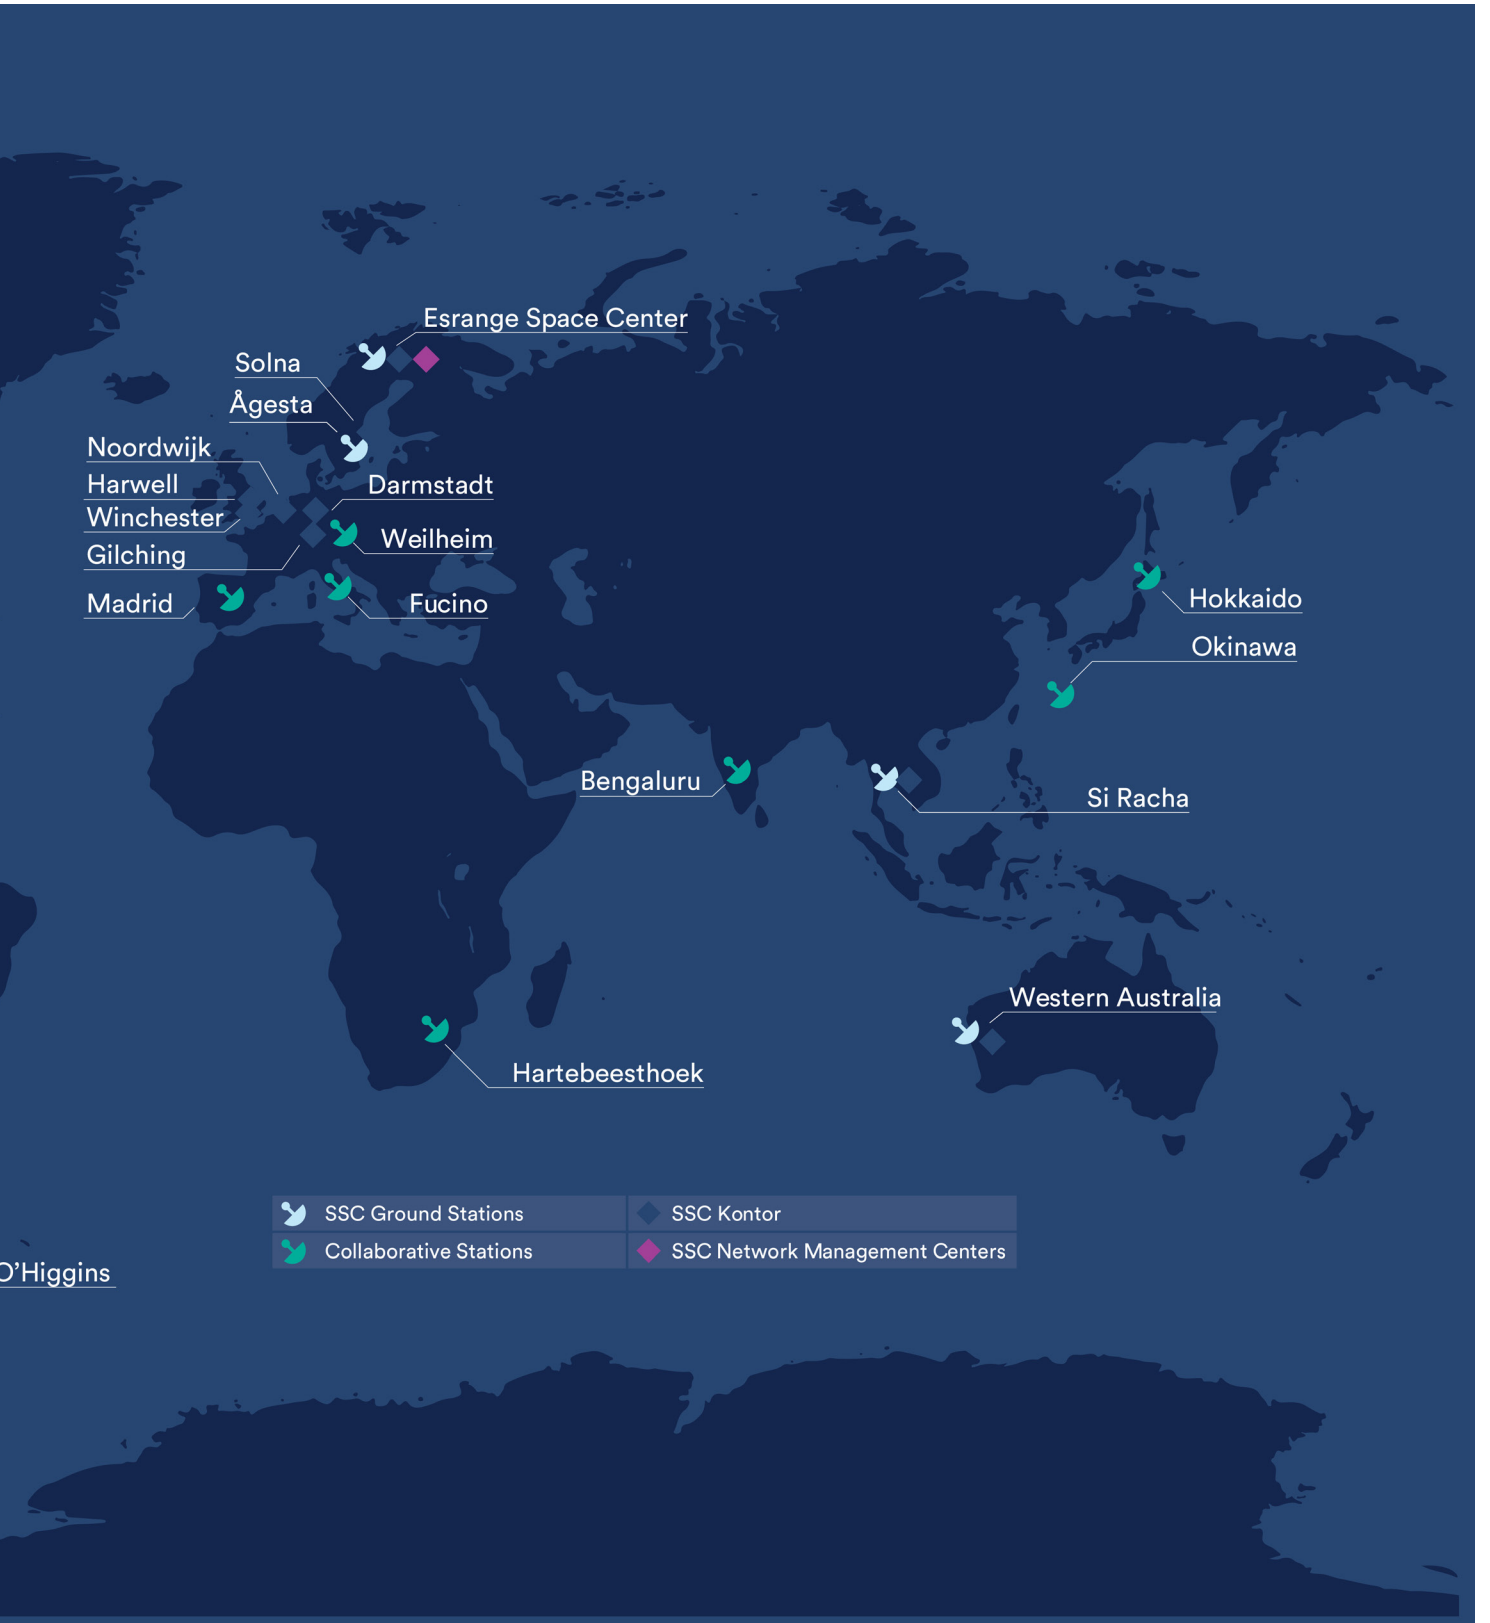 Esrange Space Center
Solna
Ågesta
Noordwijk
Harwell
Darmstadt
Winchester
Weilheim
Gilching
Madrid
Fucino
Hokkaido
Okinawa
Bengaluru
Si Racha
Western Australia
Hartebeesthoek
SSC Ground Stations
SSC Kontor
Collaborative Stations
SSC Network Management Centers
O’Higgins